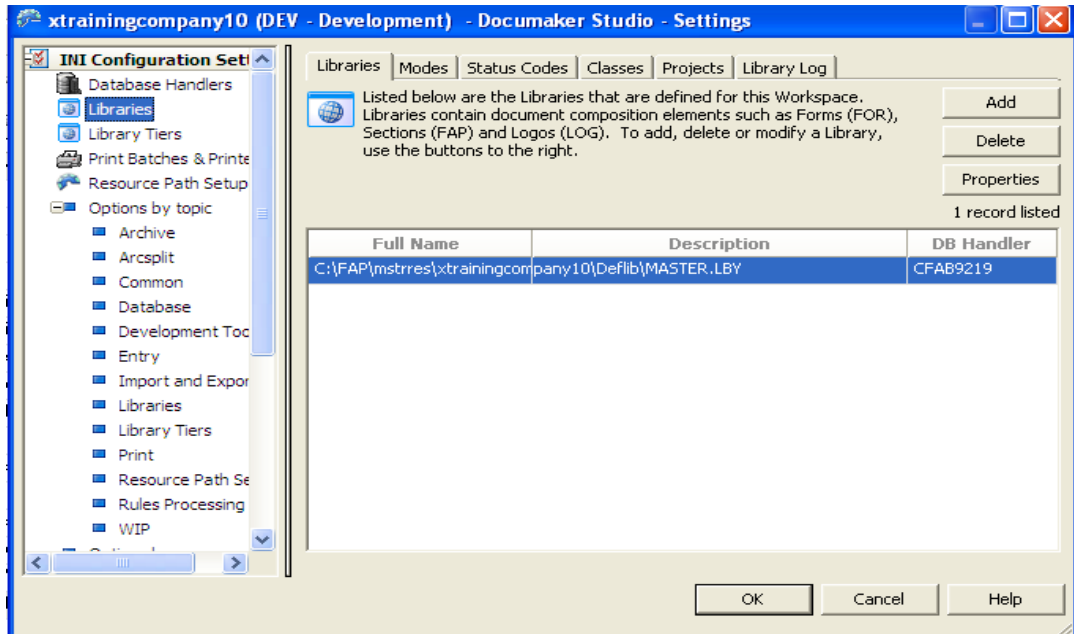 xtrainingcompany10 (DEV - Development) - Documaker Studio - Settings
INI Configuration Sett
Database Handlers
Libraries
Library Tiers
Print Batches & Printe
Resource Path Setup
Options by topic
Archive
Arcsplit
Common
Database
Development Too
Entry
Import and Expor
Libraries
Library Tiers
Print
Resource Path Se
Rules Processing
WIP
Libraries Modes Status Codes Classes Projects Library Log
Listed below are the Libraries that are defined for this Workspace.
Libraries contain document composition elements such as Forms (FOR),
Sections (FAP) and Logos (LOG). To add, delete or modify a Library,
use the buttons to the right.
Add
Delete
Properties
1 record listed
Full Name Description DB Handler
C:\FAP\mstrres\xtrainingcompany10\Deflib\MASTER.LBY CFAB9219
OK Cancel Help